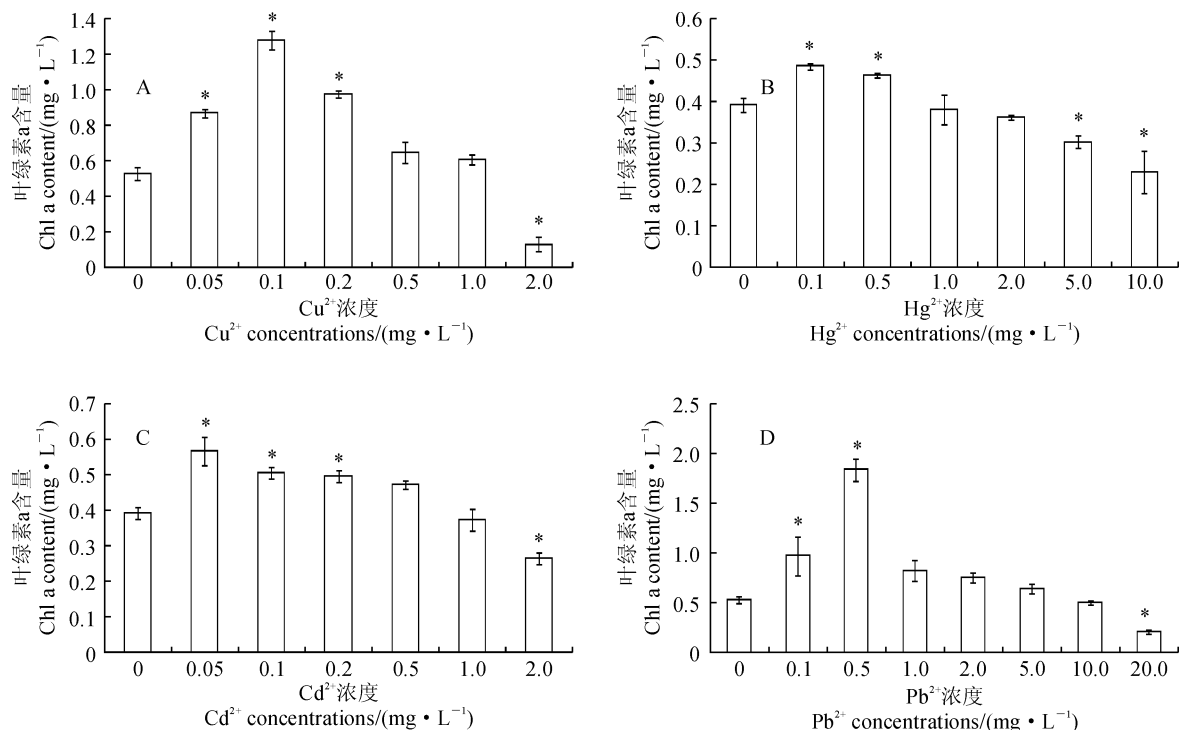 叶绿素a含量
Chl a content/(mg·L⁻¹)
1.4
1.2
1.0
0.8
0.6
0.4
0.2
0
A
*
*
*
*
0 0.05 0.1 0.2 0.5 1.0 2.0
Cu²⁺浓度
Cu²⁺ concentrations/(mg·L⁻¹)
叶绿素a含量
Chl a content/(mg·L⁻¹)
0.6
0.5
0.4
0.3
0.2
0.1
0
B
*
*
*
*
0 0.1 0.5 1.0 2.0 5.0 10.0
Hg²⁺浓度
Hg²⁺ concentrations/(mg·L⁻¹)
叶绿素a含量
Chl a content/(mg·L⁻¹)
0.7
0.6
0.5
0.4
0.3
0.2
0.1
0
C
*
*
*
*
0 0.05 0.1 0.2 0.5 1.0 2.0
Cd²⁺浓度
Cd²⁺ concentrations/(mg·L⁻¹)
叶绿素a含量
Chl a content/(mg·L⁻¹)
2.5
2.0
1.5
1.0
0.5
0
D
*
*
*
0 0.1 0.5 1.0 2.0 5.0 10.0 20.0
Pb²⁺浓度
Pb²⁺ concentrations/(mg·L⁻¹)